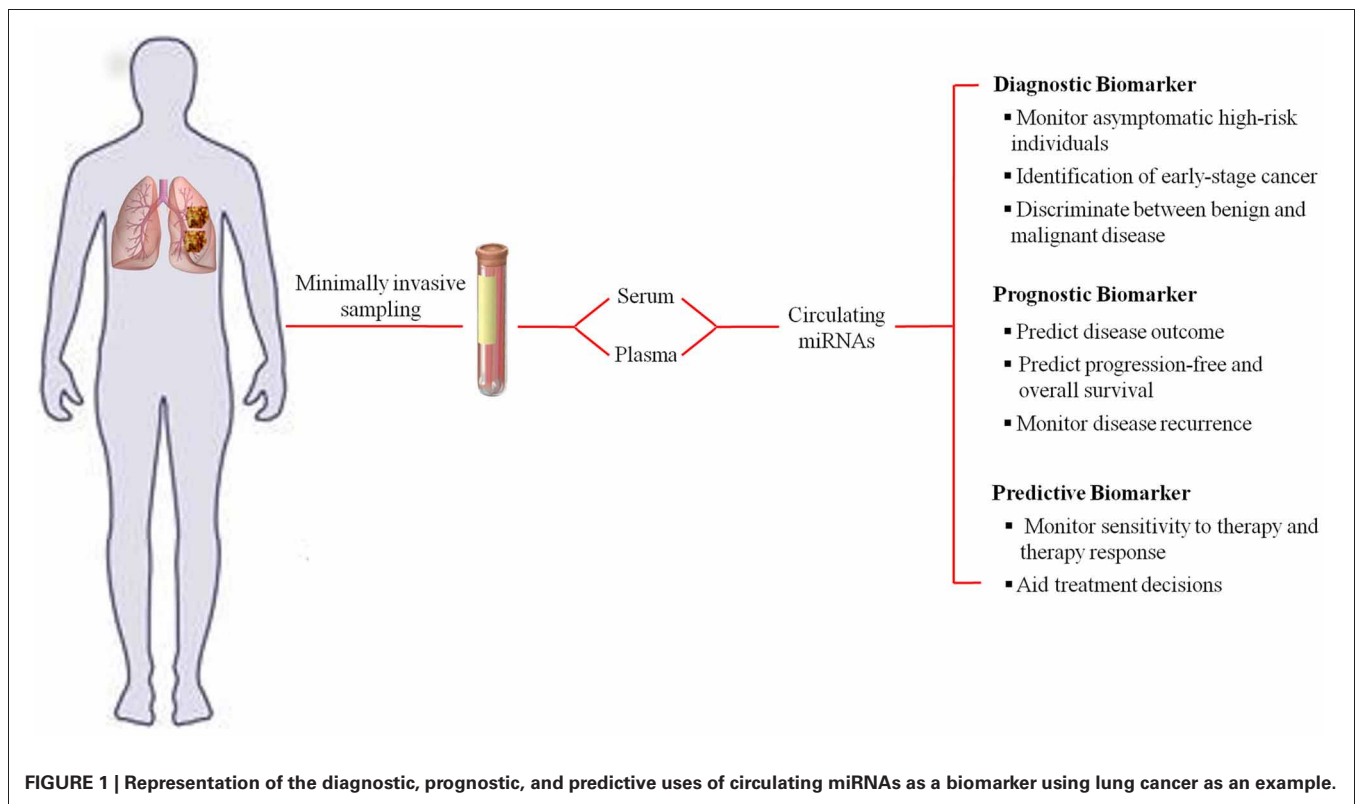 Minimally invasive
sampling
Serum
Plasma
Circulating
miRNAs
Diagnostic Biomarker
▪ Monitor asymptomatic high-risk
individuals
▪ Identification of early-stage cancer
▪ Discriminate between benign and
malignant disease
Prognostic Biomarker
▪ Predict disease outcome
▪ Predict progression-free and
overall survival
▪ Monitor disease recurrence
Predictive Biomarker
▪ Monitor sensitivity to therapy and
therapy response
▪ Aid treatment decisions
FIGURE 1 | Representation of the diagnostic, prognostic, and predictive uses of circulating miRNAs as a biomarker using lung cancer as an example.